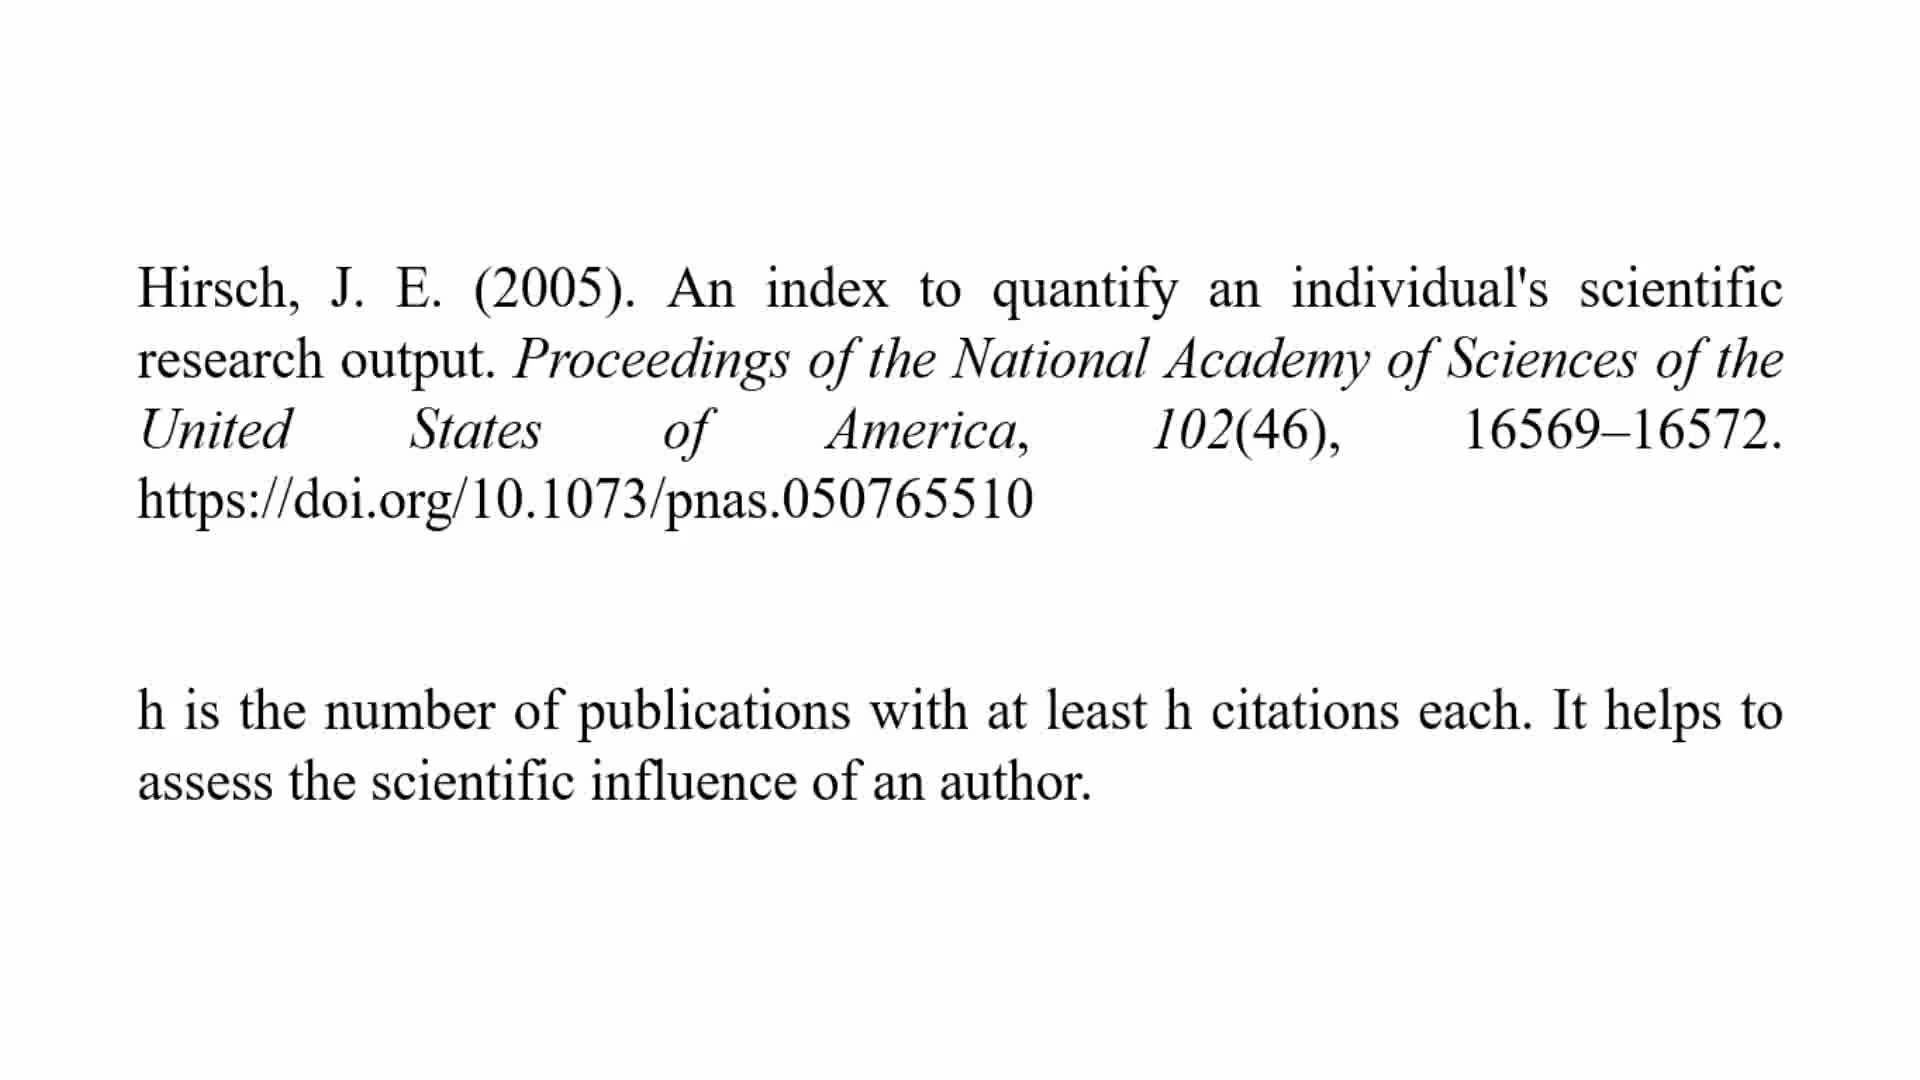 Hirsch, J. E. (2005). An index to quantify an individual's scientific
research output. Proceedings of the National Academy of Sciences of the
United States of America, 102(46), 16569–16572.
https://doi.org/10.1073/pnas.050765510
h is the number of publications with at least h citations each. It helps to
assess the scientific influence of an author.